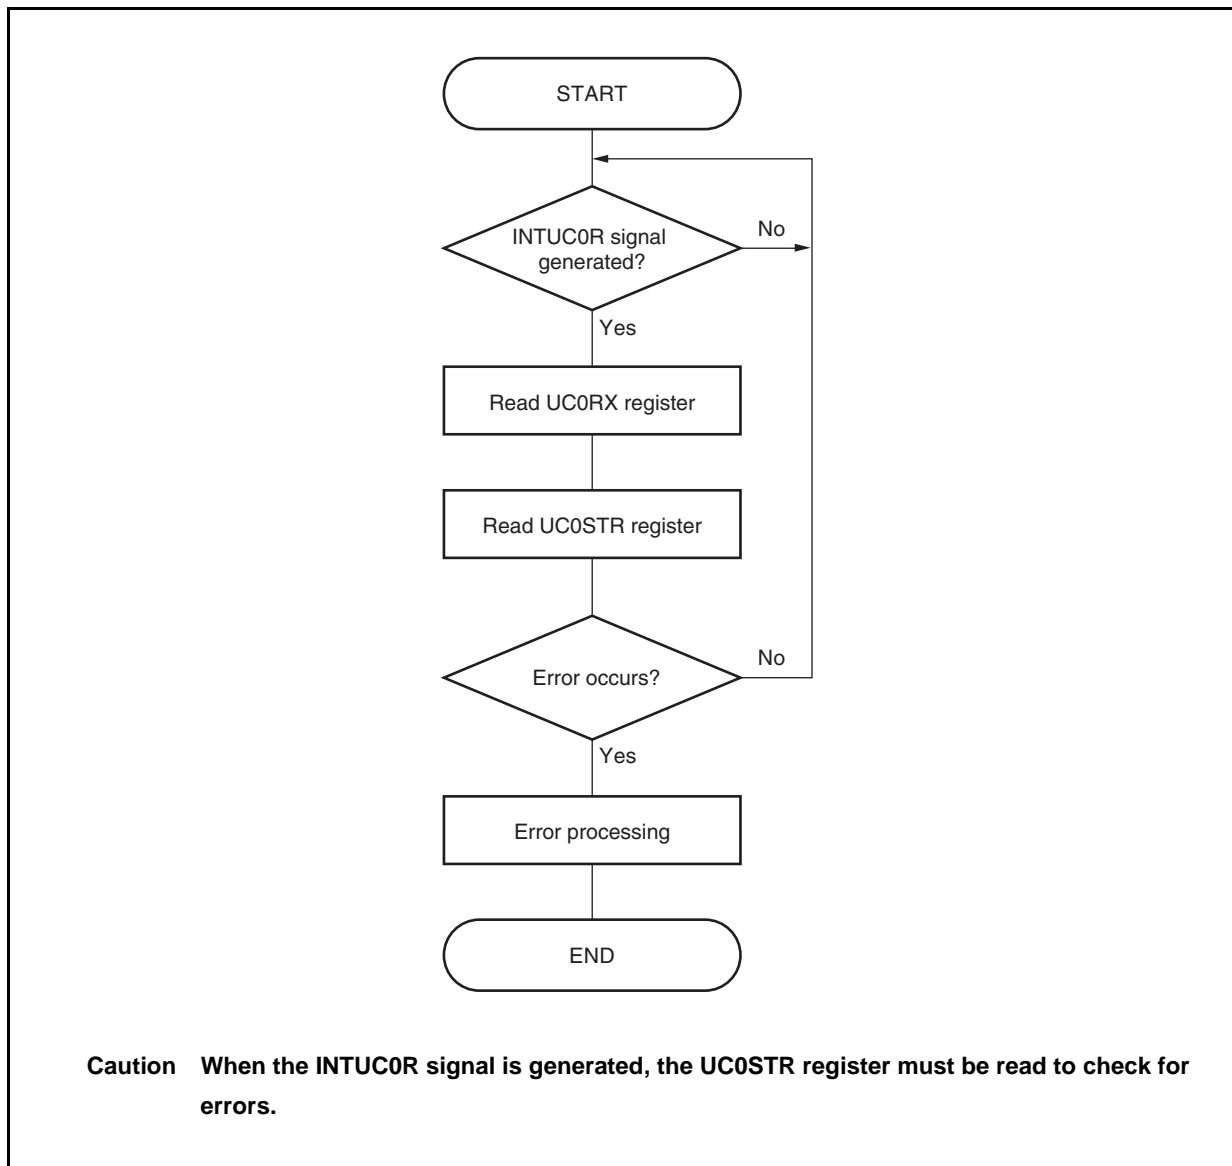 START
INTUC0R signal
generated?
No
Yes
Read UC0RX register
Read UC0STR register
Error occurs?
No
Yes
Error processing
END
Caution When the INTUC0R signal is generated, the UC0STR register must be read to check for
errors.